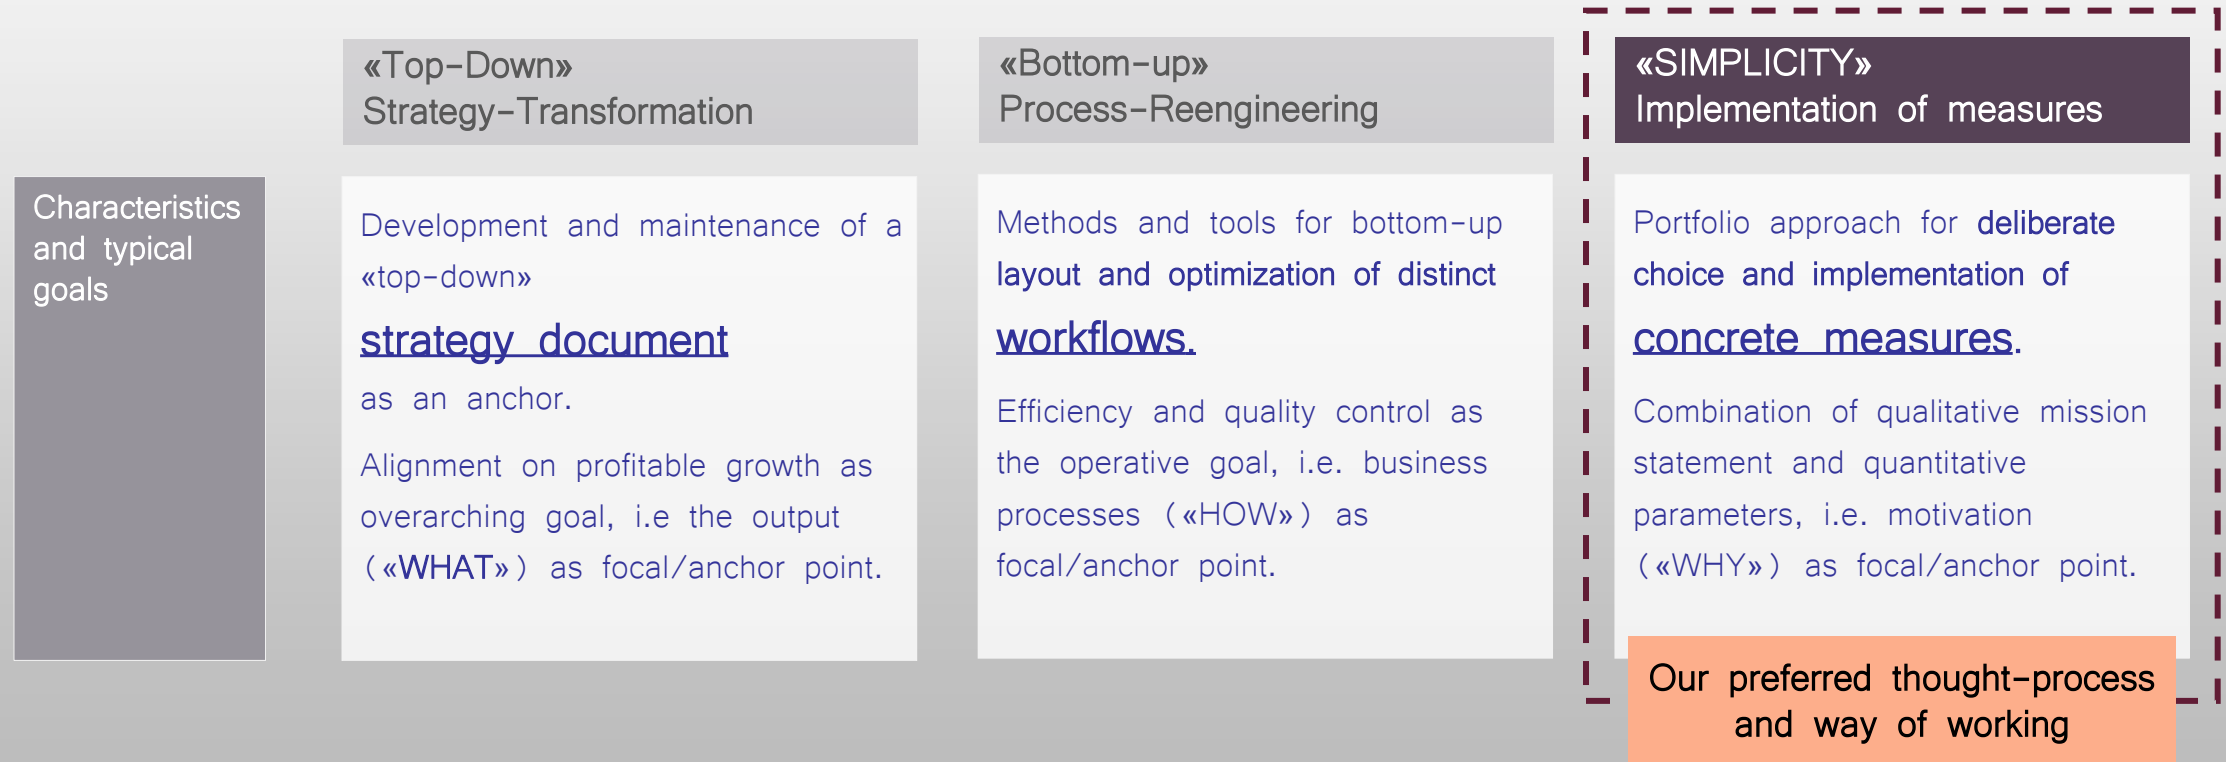 «Top-Down»
Strategy-Transformation
«Bottom-up»
Process-Reengineering
«SIMPLICITY»
Implementation of measures
Characteristics
and typical
goals
Development and maintenance of a
«top-down»
strategy document
as an anchor.
Alignment on profitable growth as
overarching goal, i.e the output
(«WHAT») as focal/anchor point.
Methods and tools for bottom-up
layout and optimization of distinct
workflows.
Efficiency and quality control as
the operative goal, i.e. business
processes («HOW») as
focal/anchor point.
Portfolio approach for deliberate
choice and implementation of
concrete measures.
Combination of qualitative mission
statement and quantitative
parameters, i.e. motivation
(«WHY») as focal/anchor point.
Our preferred thought-process
and way of working